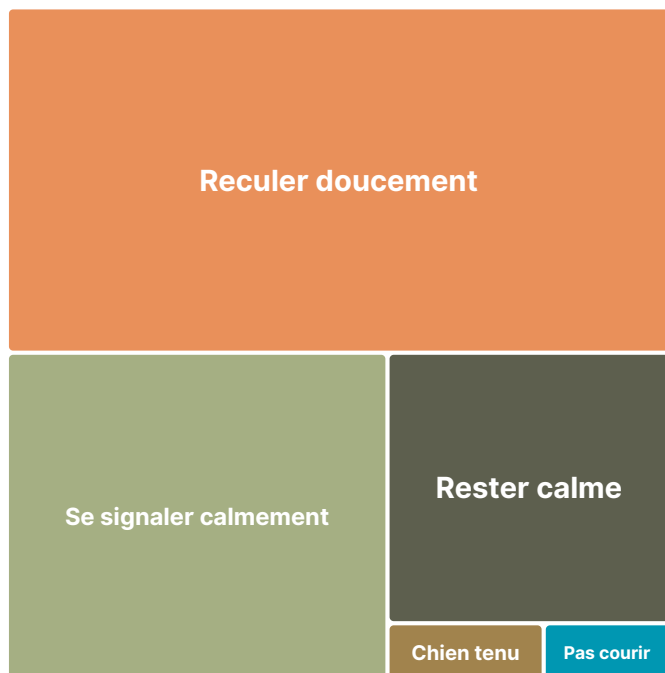 Reculer doucement
Se signaler calmement
Rester calme
Chien tenu
Pas courir